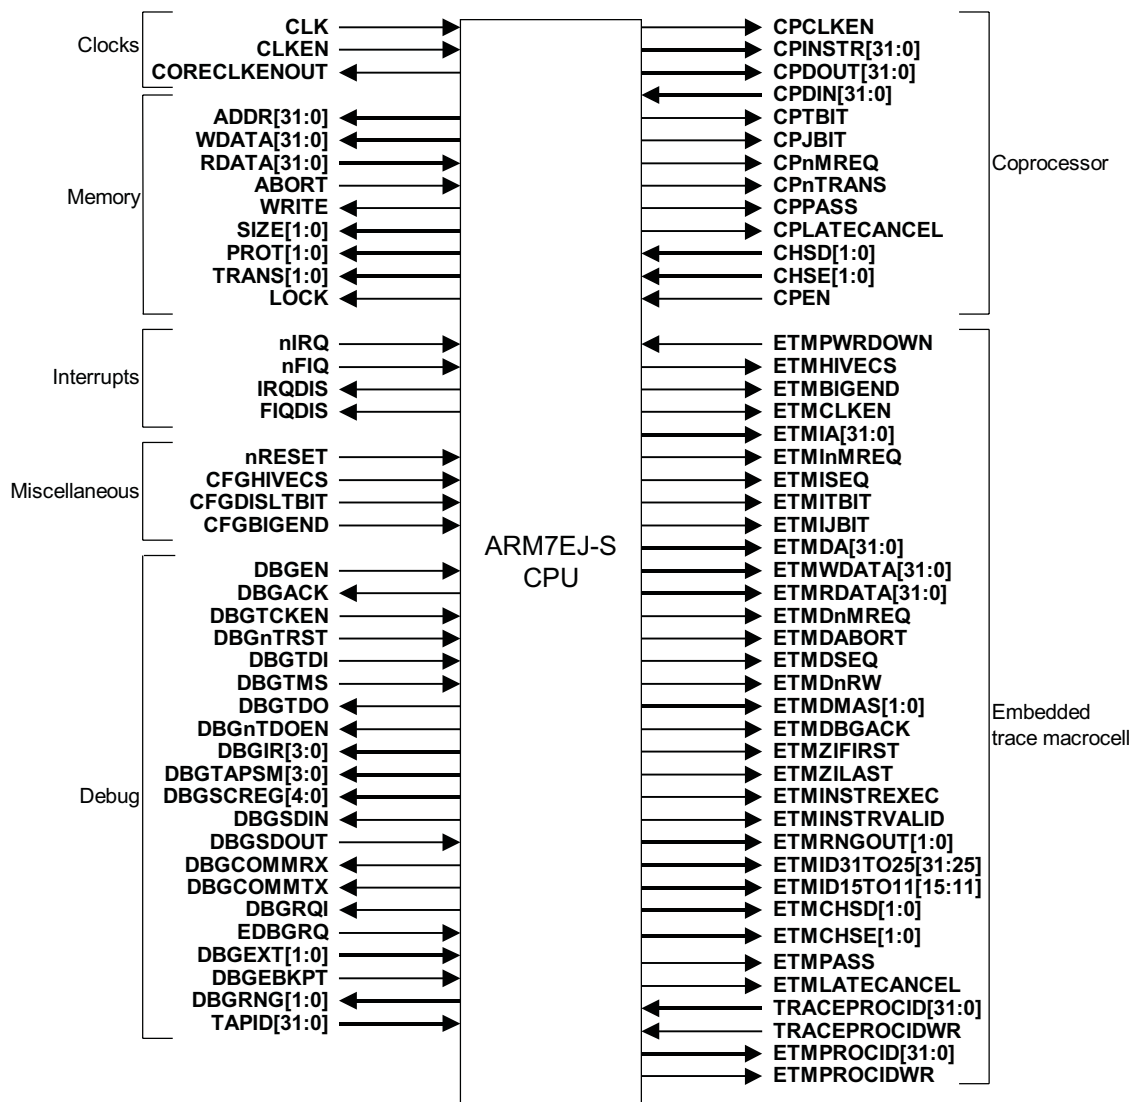 Clocks
CLK
CLKEN
CORECLKENOUT
Memory
ADDR[31:0]
WDATA[31:0]
RDATA[31:0]
ABORT
WRITE
SIZE[1:0]
PROT[1:0]
TRANS[1:0]
LOCK
Interrupts
nIRQ
nFIQ
IRQDIS
FIQDIS
Miscellaneous
nRESET
CFGHIVECS
CFGDISLTBIT
CFGBIGEND
Debug
DBGEN
DBGACK
DBGTCKEN
DBGnTRST
DBGTDI
DBGTMS
DBGTDO
DBGnTDOEN
DBGIR[3:0]
DBGTAPSM[3:0]
DBGSCREG[4:0]
DBGSDIN
DBGSDOUT
DBGCOMMRX
DBGCOMMTX
DBGRQI
EDBGRQ
DBGEXT[1:0]
DBGEBKPT
DBGRNG[1:0]
TAPID[31:0]
ARM7EJ-S
CPU
CPCLKEN
CPINSTR[31:0]
CPDOUT[31:0]
CPDIN[31:0]
CPTBIT
CPJBIT
CPnMREQ
CPnTRANS
CPPASS
CPLATECANCEL
CHSD[1:0]
CHSE[1:0]
CPEN
Coprocessor
ETMPWRDOWN
ETMHIVECS
ETMBIGEND
ETMCLKEN
ETMIA[31:0]
ETMInMREQ
ETMISEQ
ETMITBIT
ETMIJBIT
ETMDA[31:0]
ETMWDATA[31:0]
ETMRDATA[31:0]
ETMDnMREQ
ETMDABORT
ETMDSEQ
ETMDnRW
ETMDMAS[1:0]
ETMDBGACK
ETMZIFIRST
ETMZILAST
ETMINSTREXEC
ETMINSTRVALID
ETMRNGOUT[1:0]
ETMID31TO25[31:25]
ETMID15TO11[15:11]
ETMCHSD[1:0]
ETMCHSE[1:0]
ETMPASS
ETMLATECANCEL
TRACEPROCID[31:0]
TRACEPROCIDWR
ETMPROCID[31:0]
ETMPROCIDWR
Embedded
trace macrocell